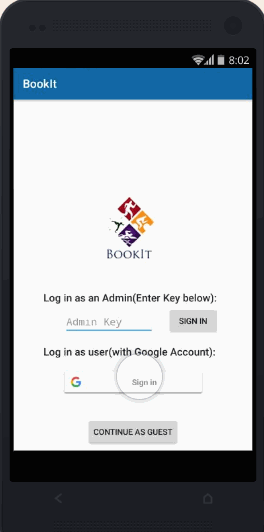 8:02
BookIt
BOOKIT
Log in as an Admin(Enter Key below):
Admin Key
SIGN IN
Log in as user(with Google Account):
G Sign in
CONTINUE AS GUEST